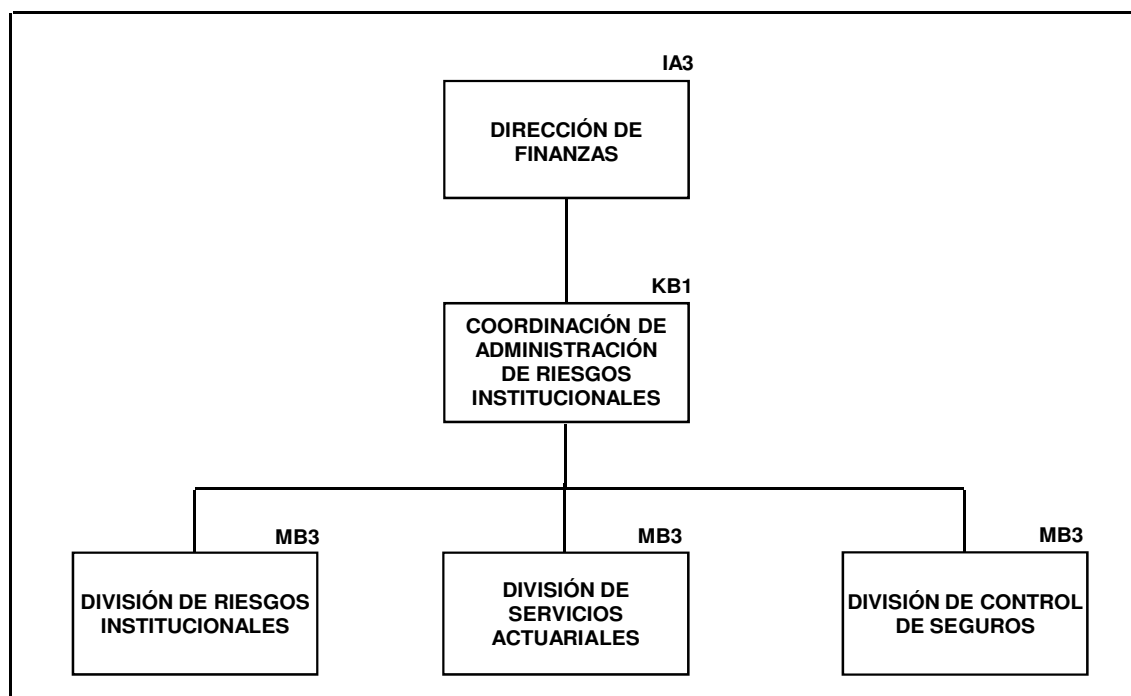 IA3
DIRECCIÓN DE
FINANZAS
KB1
COORDINACIÓN DE
ADMINISTRACIÓN
DE RIESGOS
INSTITUCIONALES
MB3
DIVISIÓN DE RIESGOS
INSTITUCIONALES
MB3
DIVISIÓN DE
SERVICIOS
ACTUARIALES
MB3
DIVISIÓN DE CONTROL
DE SEGUROS